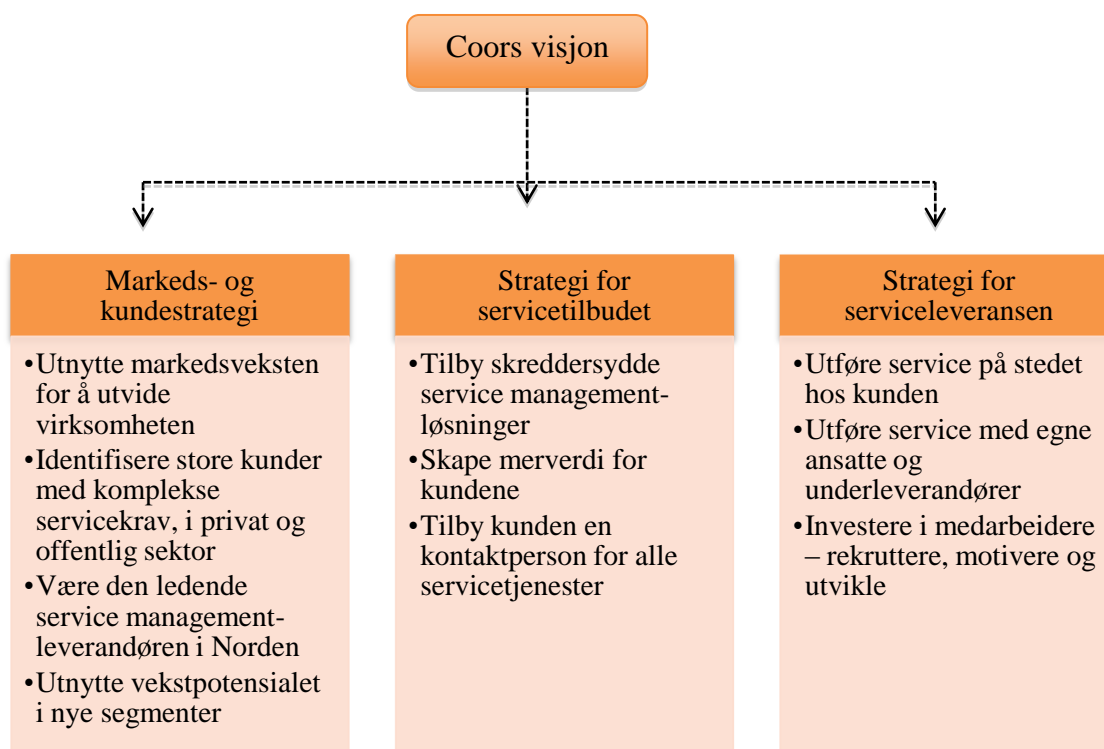 Coors visjon
Markeds- og
kundestrategi
•Utnytte markedsveksten
for å utvide
virksomheten
•Identifisere store kunder
med komplekse
servicekrav, i privat og
offentlig sektor
•Være den ledende
service management-
leverandøren i Norden
•Utnytte vekstpotensialet
i nye segmenter
Strategi for
servicetilbudet
•Tilby skreddersydde
service management-
løsninger
•Skape merverdi for
kundene
•Tilby kunden en
kontaktperson for alle
servicetjenester
Strategi for
serviceleveransen
•Utføre service på stedet
hos kunden
•Utføre service med egne
ansatte og
underleverandører
•Investere i medarbeidere
– rekruttere, motivere og
utvikle